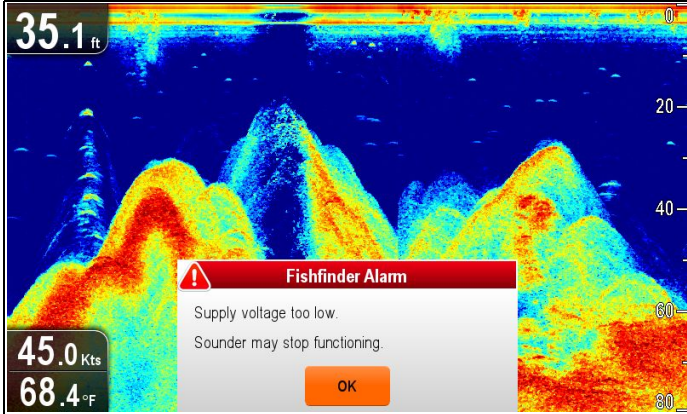 35.1 ft
0
20
40
Fishfinder Alarm
Supply voltage too low.
Sounder may stop functioning.
OK
60
45.0 Kts
68.4°F
80